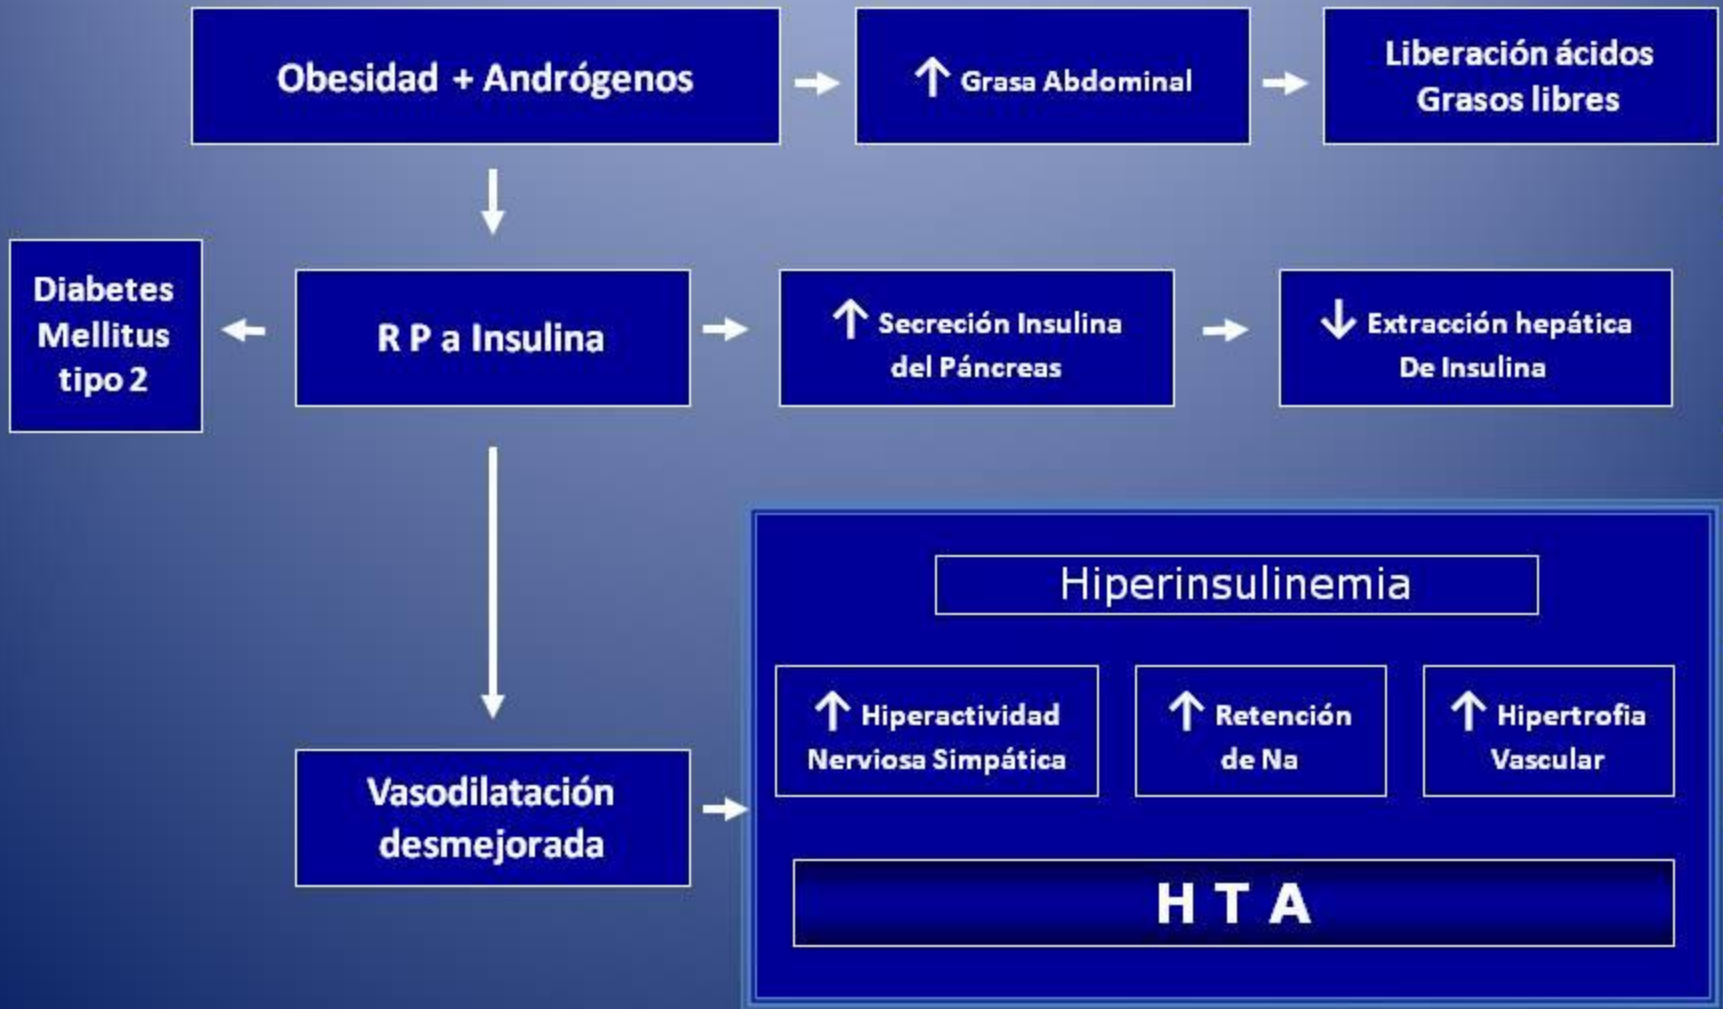 Obesidad + Andrógenos
↑ Grasa Abdominal
Liberación ácidos
Grasos libres
Diabetes
Mellitus
tipo 2
R P a Insulina
↑ Secreción Insulina
del Páncreas
↓ Extracción hepática
De Insulina
Vasodilatación
desmejorada
Hiperinsulinemia
↑ Hiperactividad
Nerviosa Simpática
↑ Retención
de Na
↑ Hipertrofia
Vascular
H T A